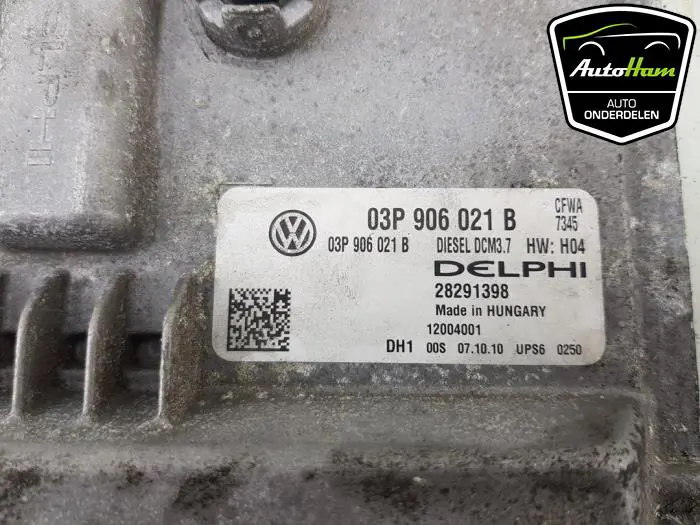 AutoHam
AUTO
ONDERDELEN
DELPHI
03P 906 021 B CFWA
7345
03P 906 021 B DIESEL DCM3.7 HW: H04
DELPHI
28291398
Made in HUNGARY
12004001
DH1 00S 07.10.10 UPS6 0250